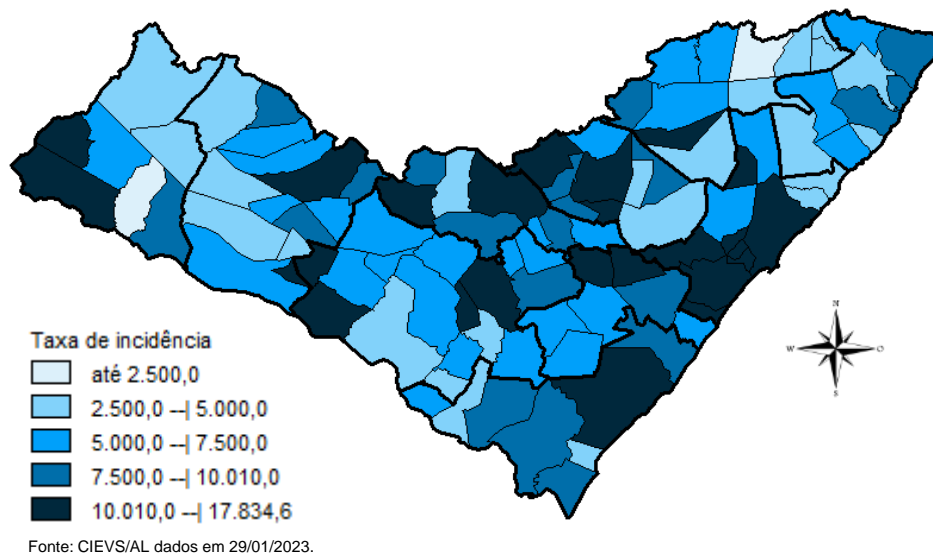 Taxa de incidência
até 2.500,0
2.500,0 --| 5.000,0
5.000,0 --| 7.500,0
7.500,0 --| 10.010,0
10.010,0 --| 17.834,6
N
W
O
S
Fonte: CIEVS/AL dados em 29/01/2023.